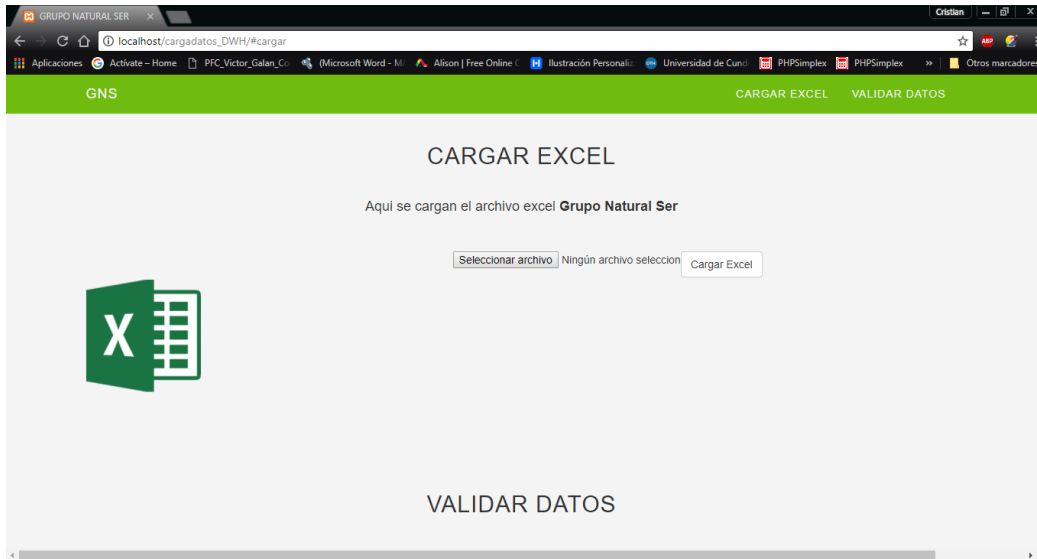 GRUPO NATURAL SER
Cristian
localhost/cargadatos_DWH/#cargar
ABP
Aplicaciones
Actívate – Home
PFC_Victor_Galan_Co
(Microsoft Word - M
Alison | Free Online C
Ilustración Personaliz
Universidad de Cundi
PHPSimplex
PHPSimplex
»
Otros marcadores
GNS
CARGAR EXCEL
VALIDAR DATOS
CARGAR EXCEL
Aqui se cargan el archivo excel Grupo Natural Ser
Seleccionar archivo
Ningún archivo seleccion
Cargar Excel
X
VALIDAR DATOS